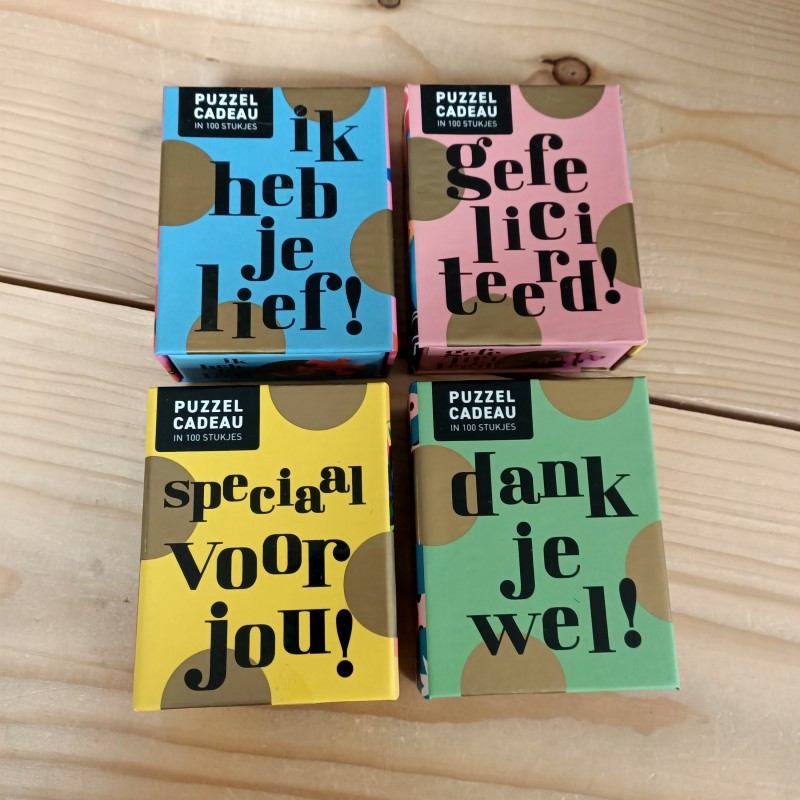 PUZZEL
CADEAU
IN 100 STUKJES
ik
heb
je
lief!
PUZZEL
CADEAU
IN 100 STUKJES
gefe
lici
teerd!
ik
PUZZEL
CADEAU
IN 100 STUKJES
speciaal
voor
jou!
PUZZEL
CADEAU
IN 100 STUKJES
dank
je
wel!